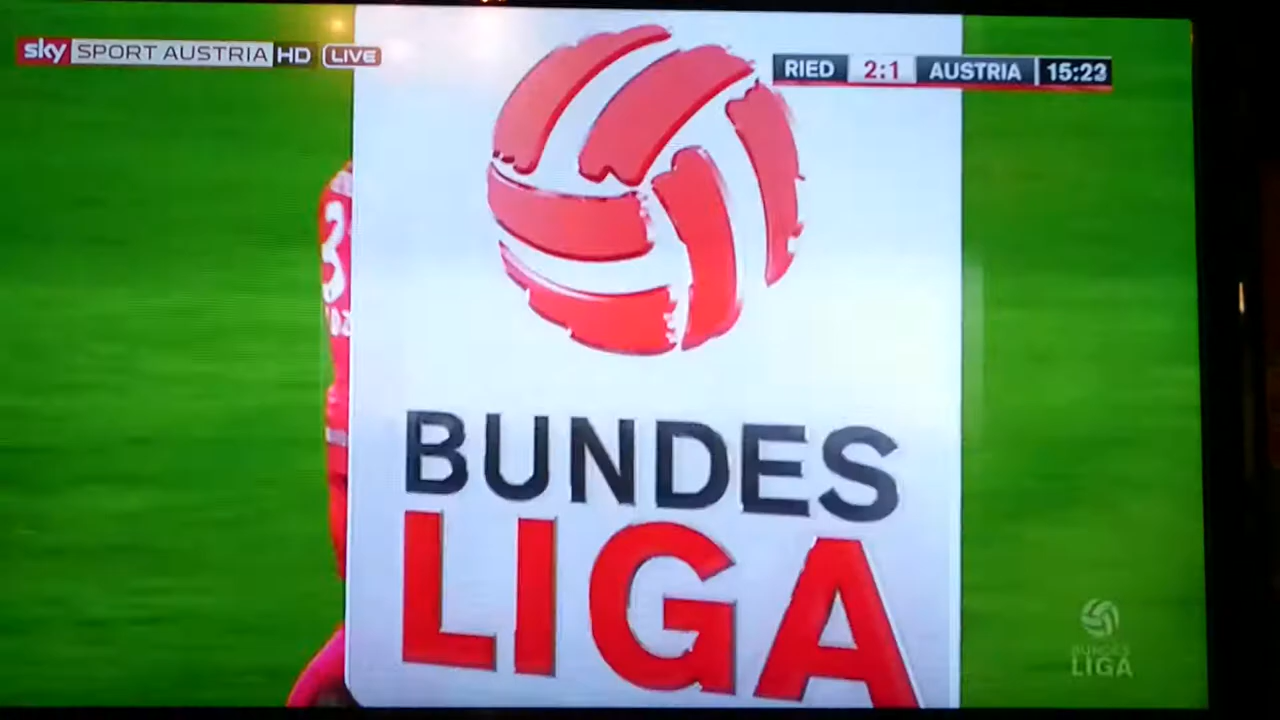 sky SPORT AUSTRIA HD LIVE
RIED 2:1 AUSTRIA 15:23
BUNDES
LIGA
BUNDES
LIGA